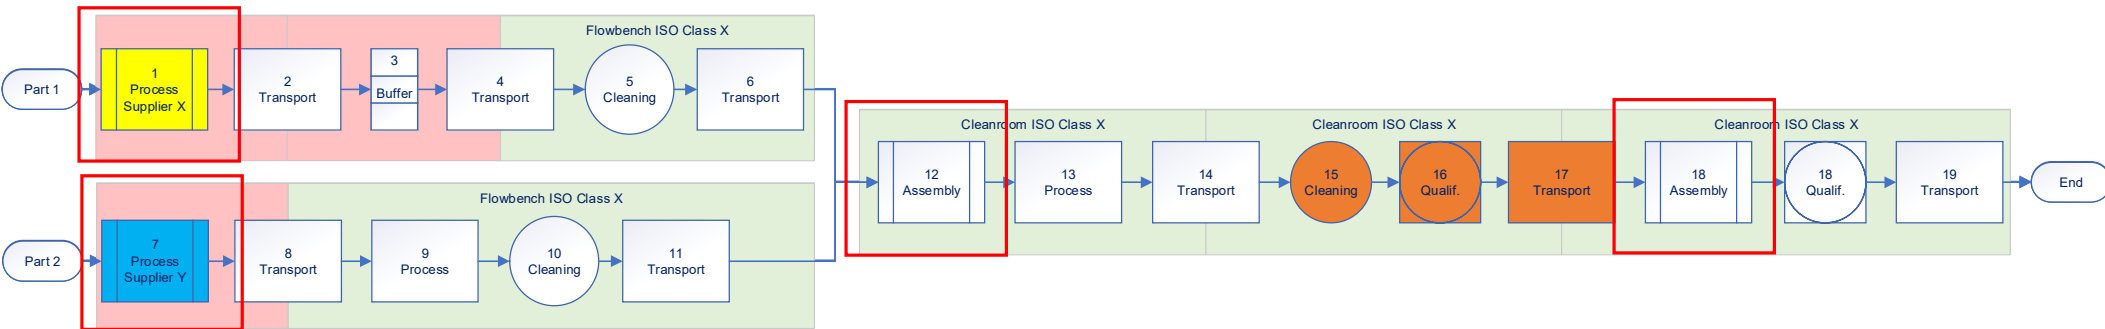 Flowbench ISO Class X
Part 1
1
Process
Supplier X
2
Transport
3
Buffer
4
Transport
5
Cleaning
6
Transport
Flowbench ISO Class X
Part 2
7
Process
Supplier Y
8
Transport
9
Process
10
Cleaning
11
Transport
Cleanroom ISO Class X
Cleanroom ISO Class X
Cleanroom ISO Class X
12
Assembly
13
Process
14
Transport
15
Cleaning
16
Qualif.
17
Transport
18
Assembly
18
Qualif.
19
Transport
End